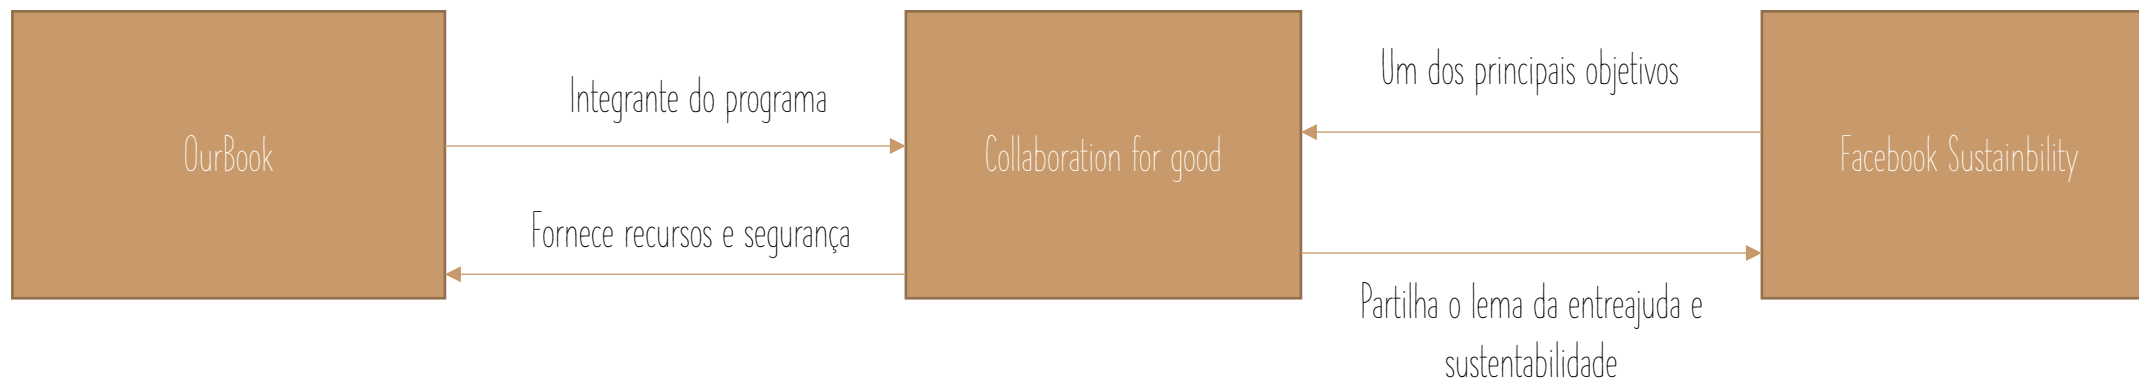 OurBook
Integrante do programa
Fornece recursos e segurança
Collaboration for good
Um dos principais objetivos
Partilha o lema da entreajuda e
sustentabilidade
Facebook Sustainbility